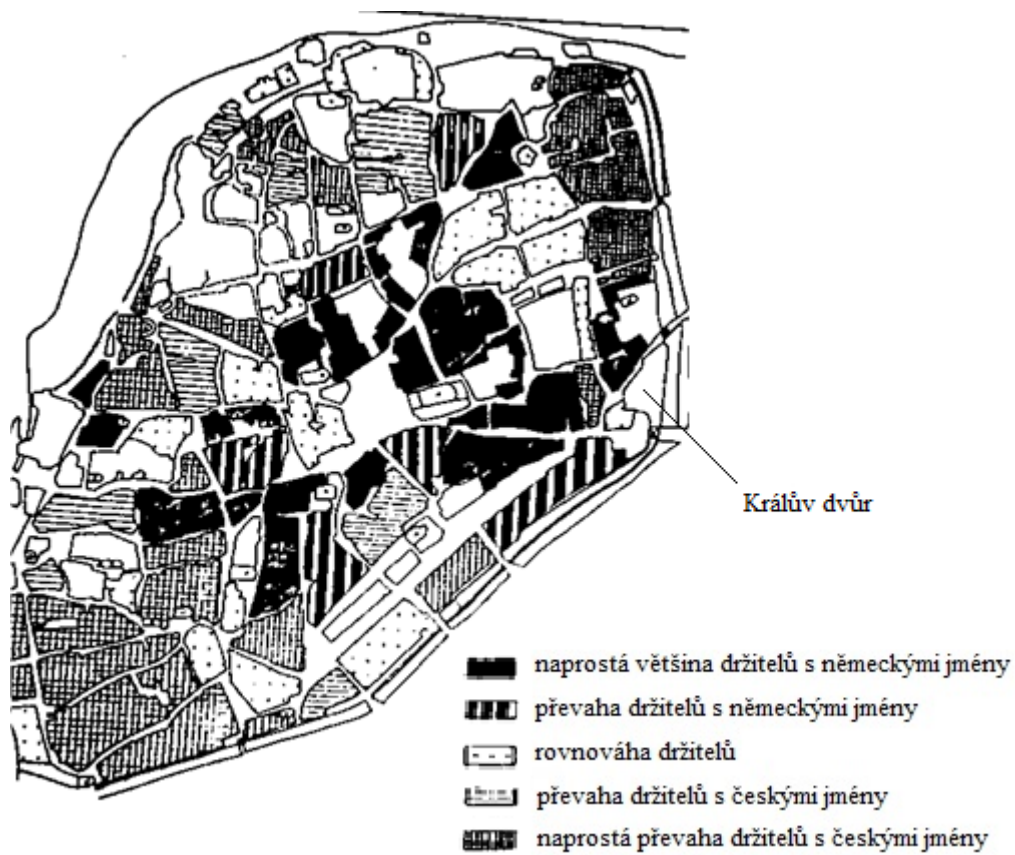 Králův dvůr
naprostá většina držitelů s německými jmény
převaha držitelů s německými jmény
rovnováha držitelů
převaha držitelů s českými jmény
naprostá převaha držitelů s českými jmény